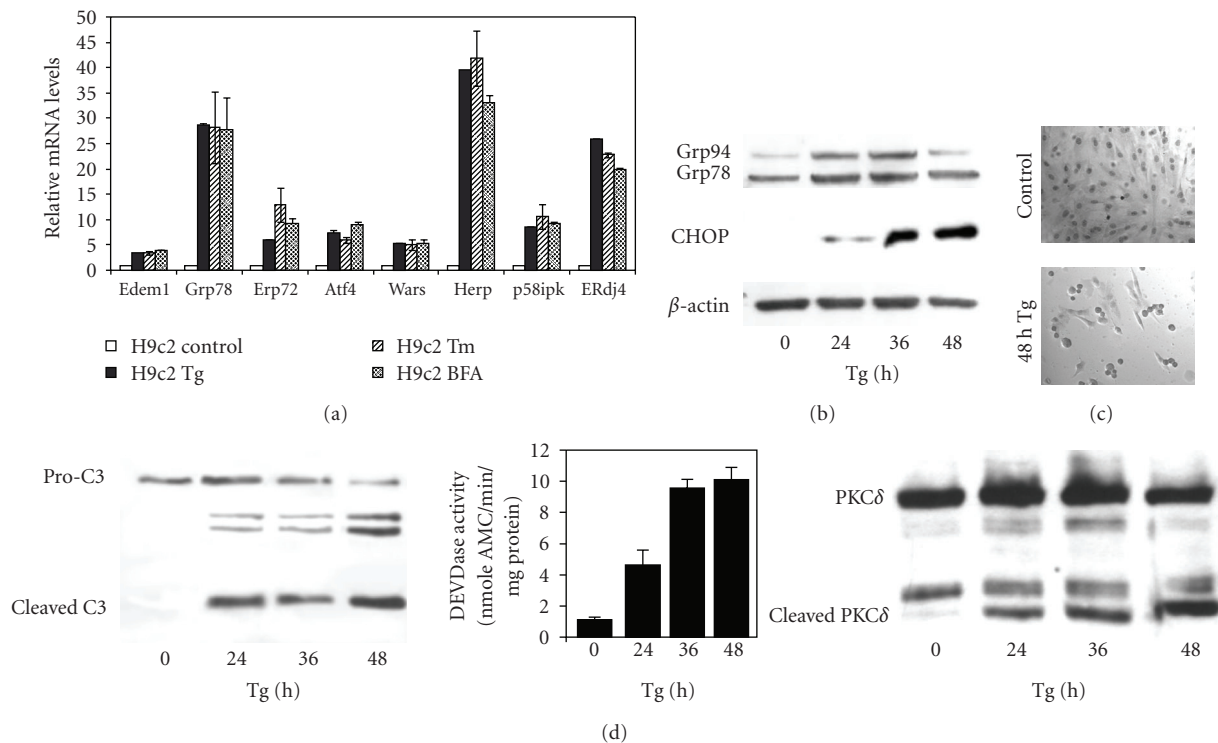 50
45
40
35
30
25
20
15
10
5
0
Relative mRNA levels
Edem1 Grp78 Erp72 Atf4 Wars Herp p58ipk ERdj4
H9c2 control
H9c2 Tg
H9c2 Tm
H9c2 BFA
(a)
Grp94
Grp78
CHOP
β-actin
0 24 36 48
Tg (h)
(b)
Control
48 h Tg
(c)
Pro-C3
Cleaved C3
0 24 36 48
Tg (h)
DEVDase activity
(nmole AMC/min/
mg protein)
12
10
8
6
4
2
0
0 24 36 48
Tg (h)
PKCδ
Cleaved PKCδ
0 24 36 48
Tg (h)
(d)